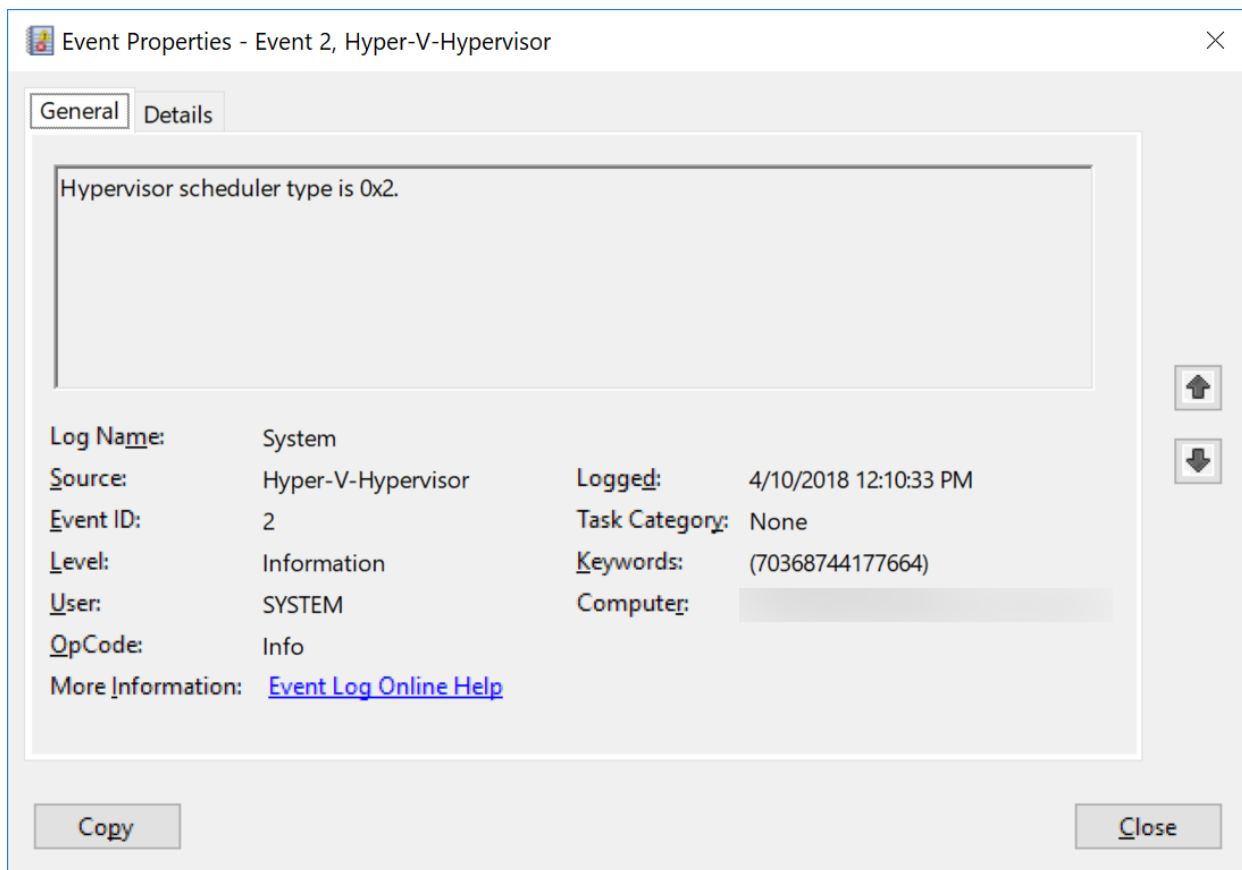 Event Properties - Event 2, Hyper-V-Hypervisor
General Details
Hypervisor scheduler type is 0x2.
Log Name: System
Source: Hyper-V-Hypervisor Logged: 4/10/2018 12:10:33 PM
Event ID: 2 Task Category: None
Level: Information Keywords: (70368744177664)
User: SYSTEM Computer:
OpCode: Info
More Information: Event Log Online Help
Copy Close